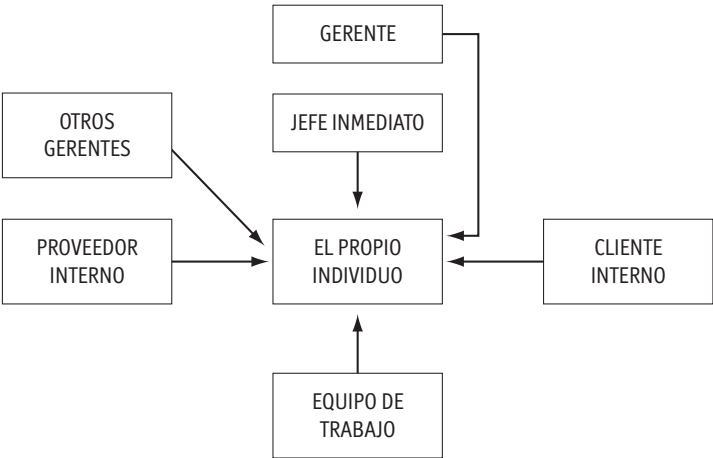 GERENTE
OTROS
GERENTES
JEFE INMEDIATO
PROVEEDOR
INTERNO
EL PROPIO
INDIVIDUO
CLIENTE
INTERNO
EQUIPO DE
TRABAJO